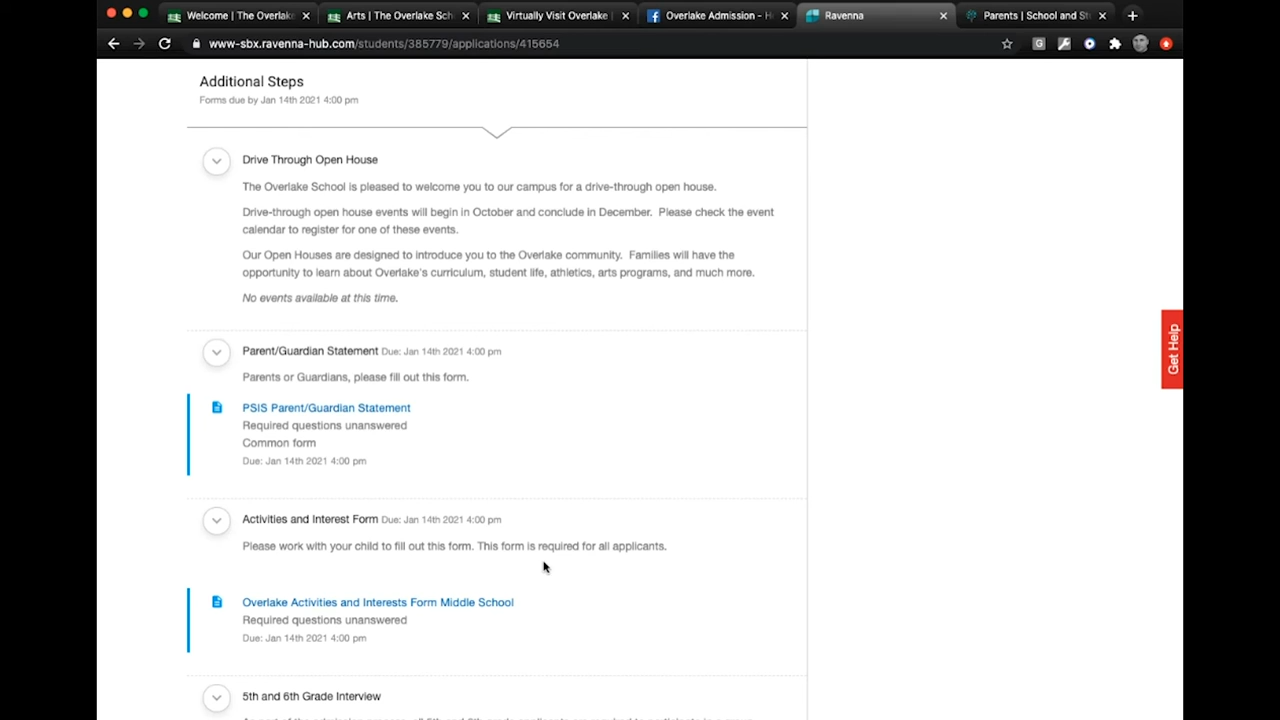 Welcome | The Overlake
Arts | The Overlake Sch
Virtually Visit Overlake
Overlake Admission - H
Ravenna
Parents | School and St
www-sbx.ravenna-hub.com/students/385779/applications/415654
Additional Steps
Forms due by Jan 14th 2021 4:00 pm
Drive Through Open House
The Overlake School is pleased to welcome you to our campus for a drive-through open house.
Drive-through open house events will begin in October and conclude in December. Please check the event
calendar to register for one of these events.
Our Open Houses are designed to introduce you to the Overlake community. Families will have the
opportunity to learn about Overlake's curriculum, student life, athletics, arts programs, and much more.
No events available at this time.
Parent/Guardian Statement Due: Jan 14th 2021 4:00 pm
Parents or Guardians, please fill out this form.
PSIS Parent/Guardian Statement
Required questions unanswered
Common form
Due: Jan 14th 2021 4:00 pm
Get Help
Activities and Interest Form Due: Jan 14th 2021 4:00 pm
Please work with your child to fill out this form. This form is required for all applicants.
Overlake Activities and Interests Form Middle School
Required questions unanswered
Due: Jan 14th 2021 4:00 pm
5th and 6th Grade Interview